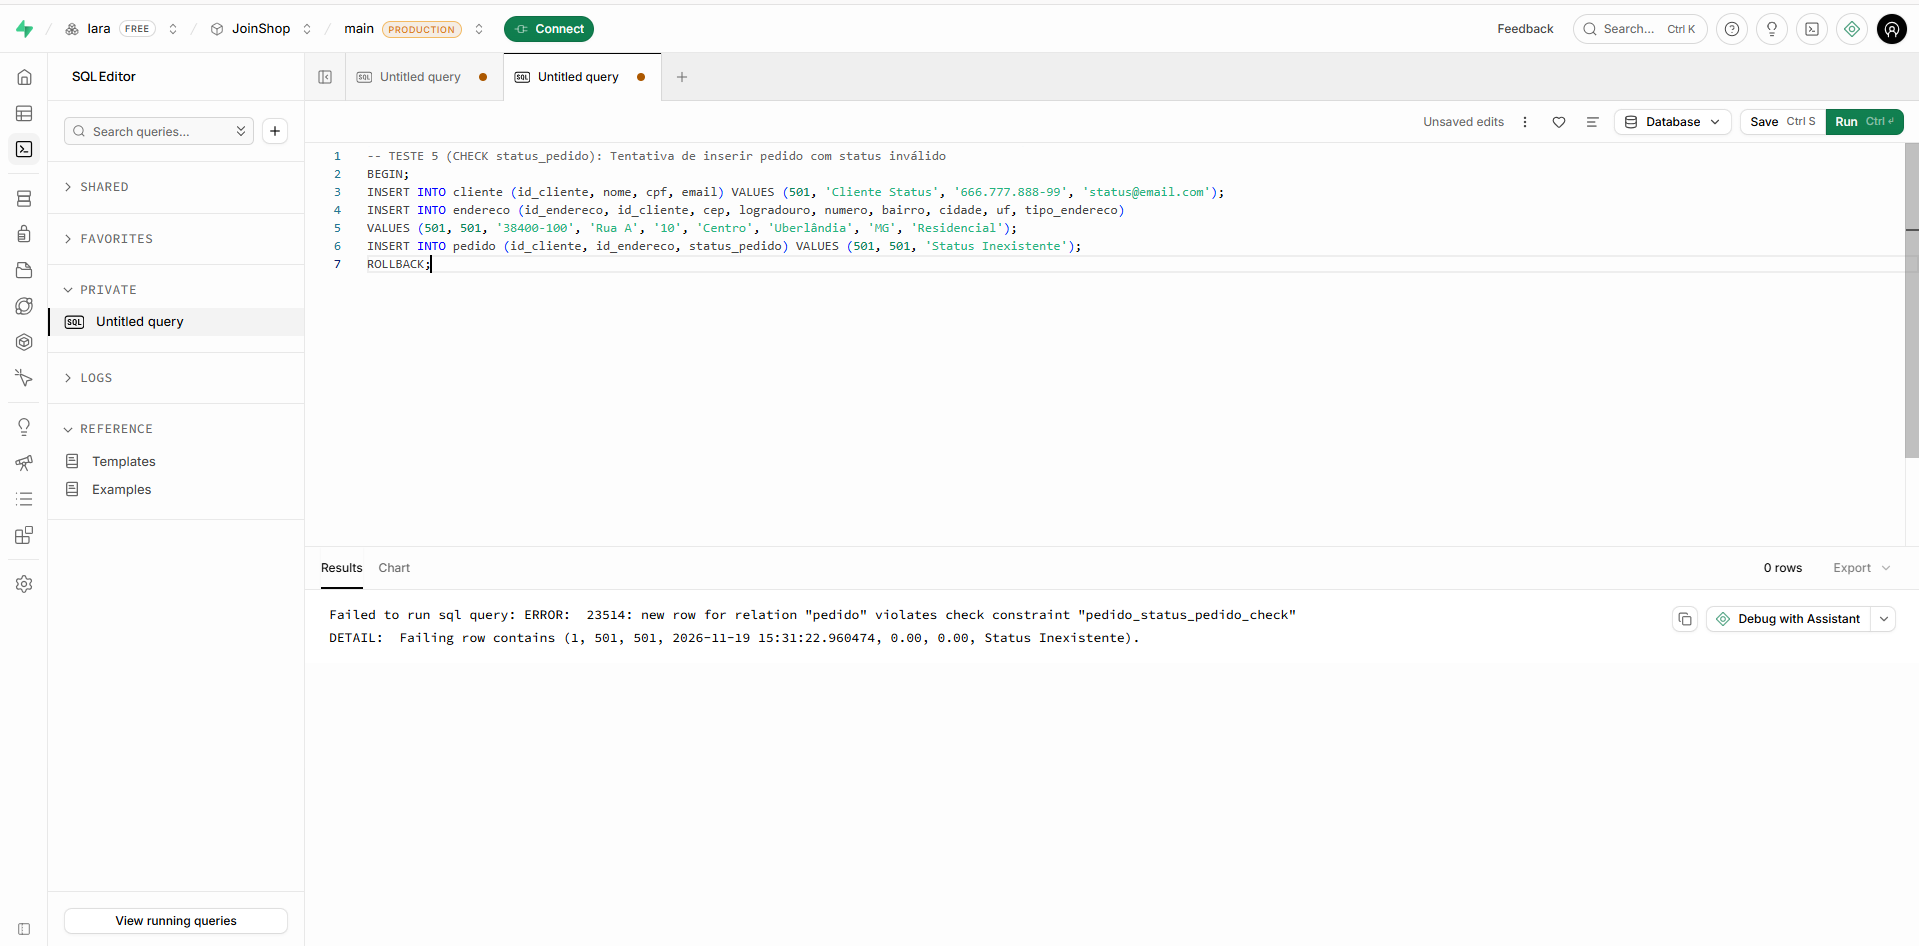 lara FREE JoinShop main PRODUCTION Connect Feedback Search... Ctrl K
SQL Editor
Untitled query
Untitled query
Search queries...
Unsaved edits Database Save Ctrl S Run Ctrl ↵
SHARED
FAVORITES
PRIVATE
SQL Untitled query
LOGS
REFERENCE
Templates
Examples
View running queries
1 -- TESTE 5 (CHECK status_pedido): Tentativa de inserir pedido com status inválido
2 BEGIN;
3 INSERT INTO cliente (id_cliente, nome, cpf, email) VALUES (501, 'Cliente Status', '666.777.888-99', 'status@email.com');
4 INSERT INTO endereco (id_endereco, id_cliente, cep, logradouro, numero, bairro, cidade, uf, tipo_endereco)
5 VALUES (501, 501, '38400-100', 'Rua A', '10', 'Centro', 'Uberlândia', 'MG', 'Residencial');
6 INSERT INTO pedido (id_cliente, id_endereco, status_pedido) VALUES (501, 501, 'Status Inexistente');
7 ROLLBACK;
Results Chart 0 rows Export
Failed to run sql query: ERROR:  23514: new row for relation "pedido" violates check constraint "pedido_status_pedido_check"
DETAIL:  Failing row contains (1, 501, 501, 2026-11-19 15:31:22.960474, 0.00, 0.00, Status Inexistente).
Debug with Assistant